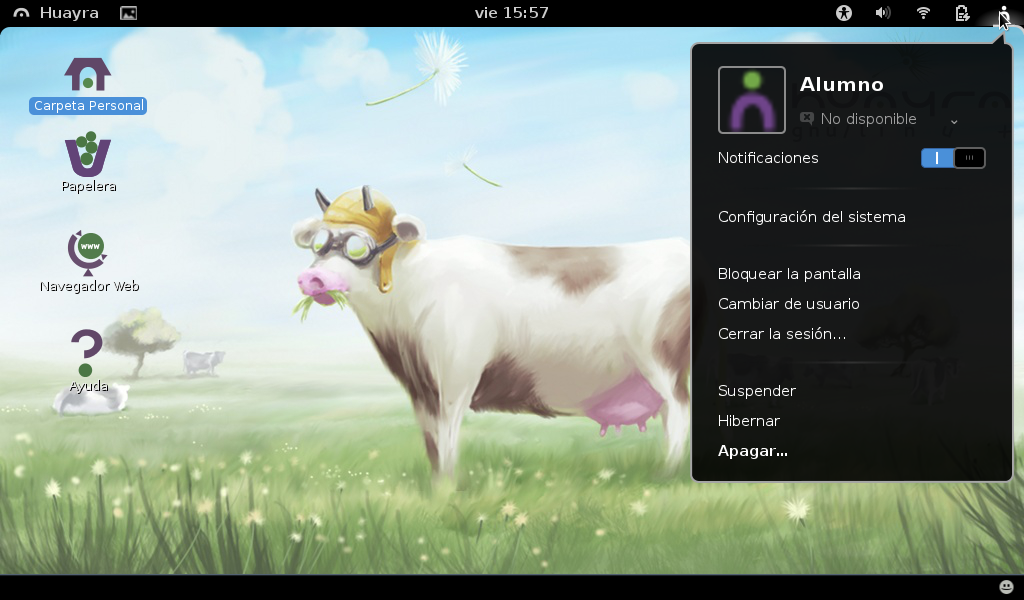 Huayra
vie 15:57
Carpeta Personal
Papelera
www
Navegador Web
Ayuda
Alumno
No disponible
Notificaciones
Configuración del sistema
Bloquear la pantalla
Cambiar de usuario
Cerrar la sesión...
Suspender
Hibernar
Apagar...